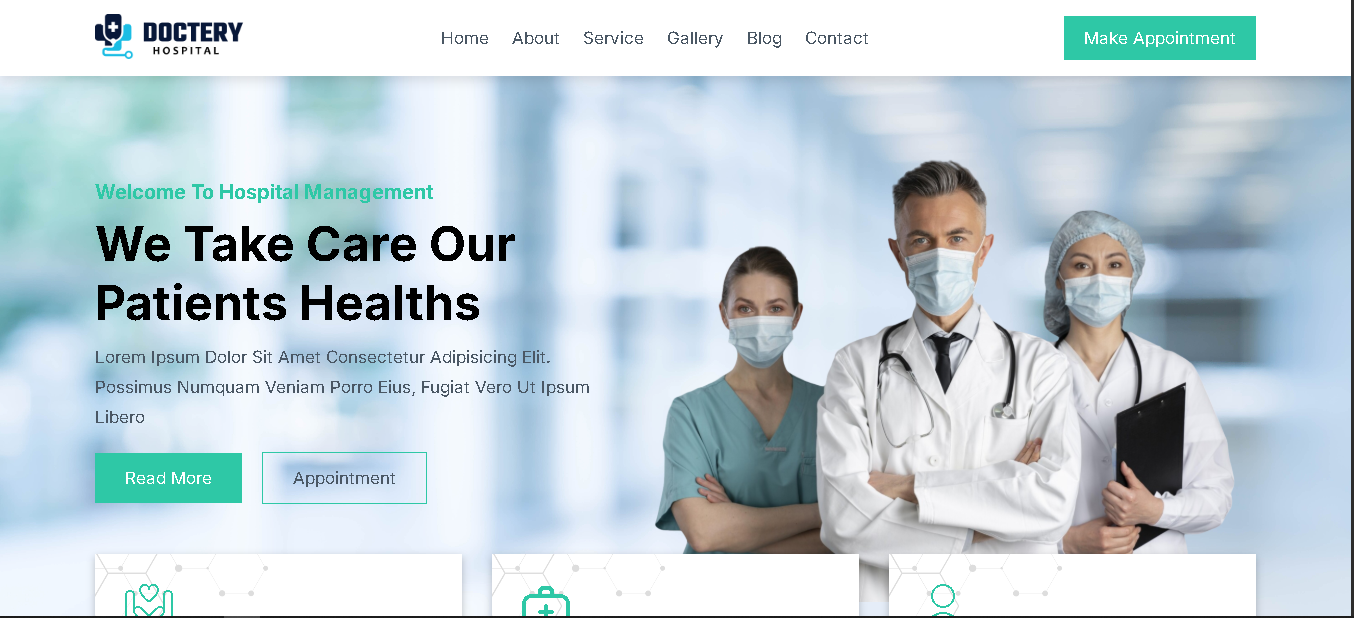 DOCTERY
HOSPITAL
Home About Service Gallery Blog Contact
Make Appointment
Welcome To Hospital Management
We Take Care Our
Patients Healths
Lorem Ipsum Dolor Sit Amet Consectetur Adipisicing Elit.
Possimus Numquam Veniam Porro Eius, Fugiat Vero Ut Ipsum
Libero
Read More
Appointment